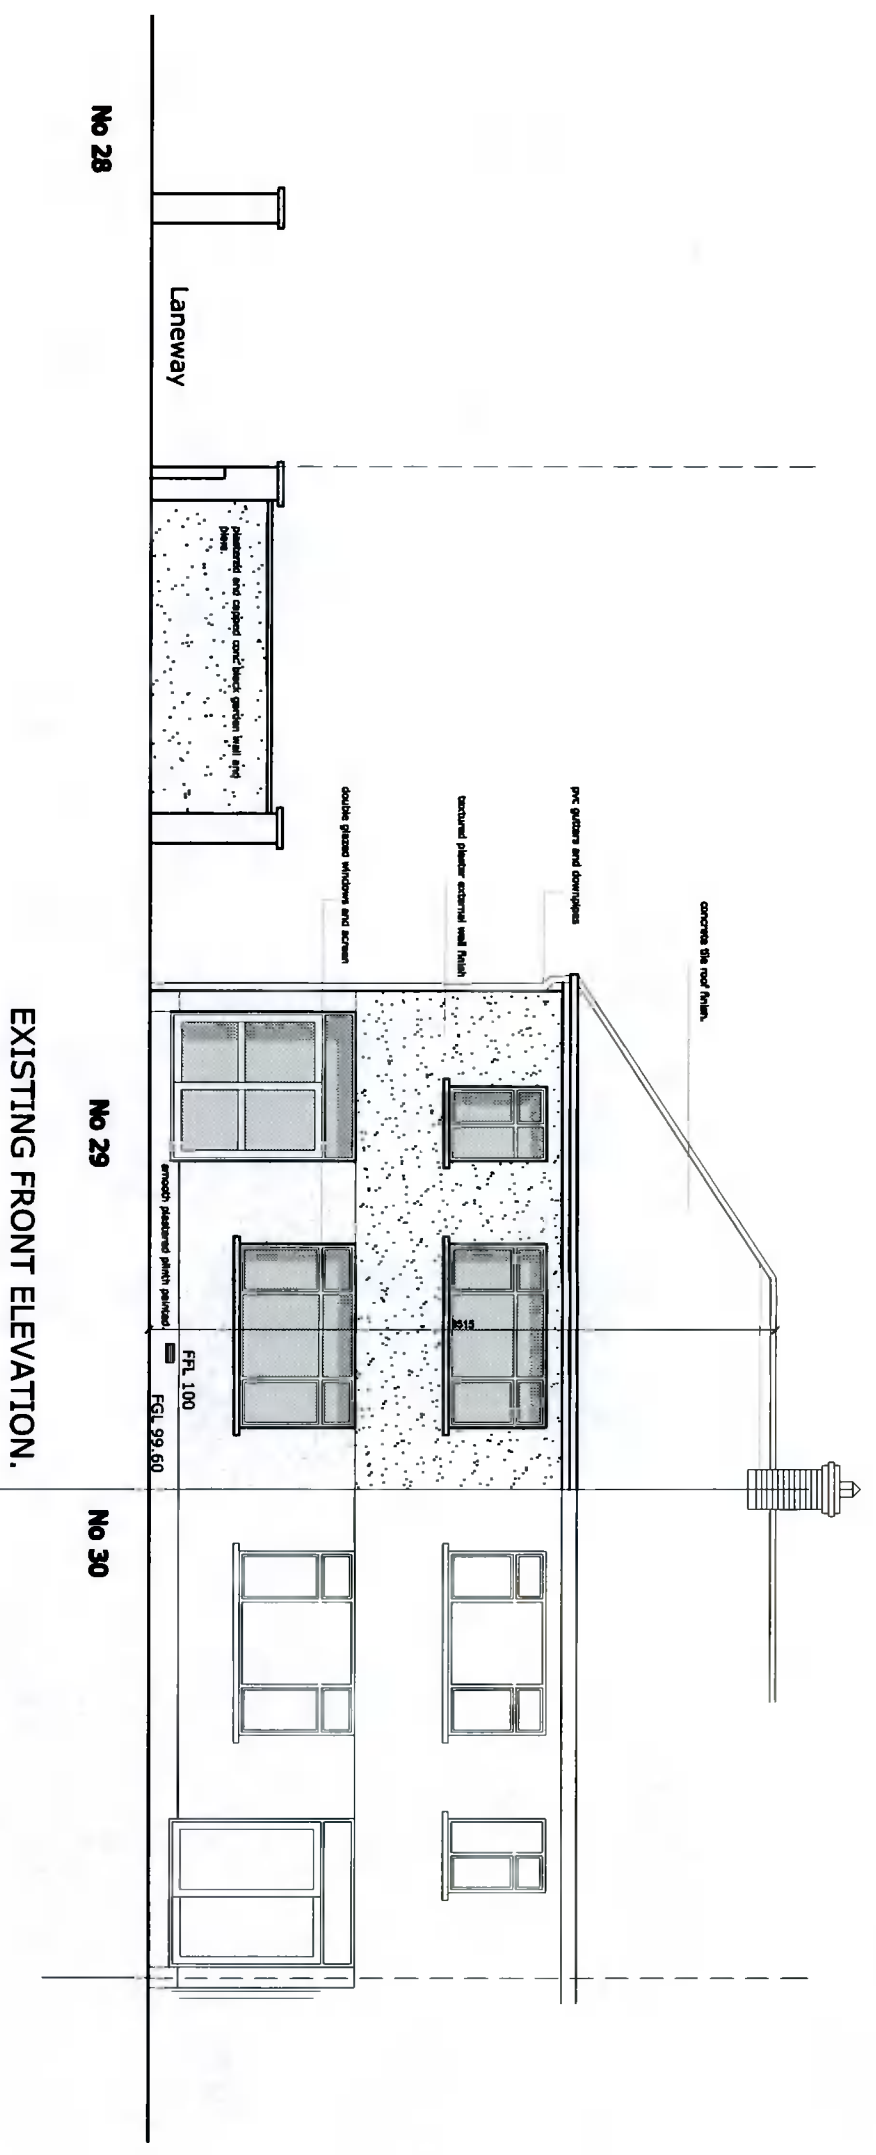 concrete tile roof finish.
pvc gutters and downpipes
textured plaster external wall finish
double glazed windows and screen
plastered and capped conc block garden wall and
piers.
Laneway
smooth plastered plinth painted
FFL 100
FGL 99.60
No 28
No 29
No 30
EXISTING FRONT ELEVATION.